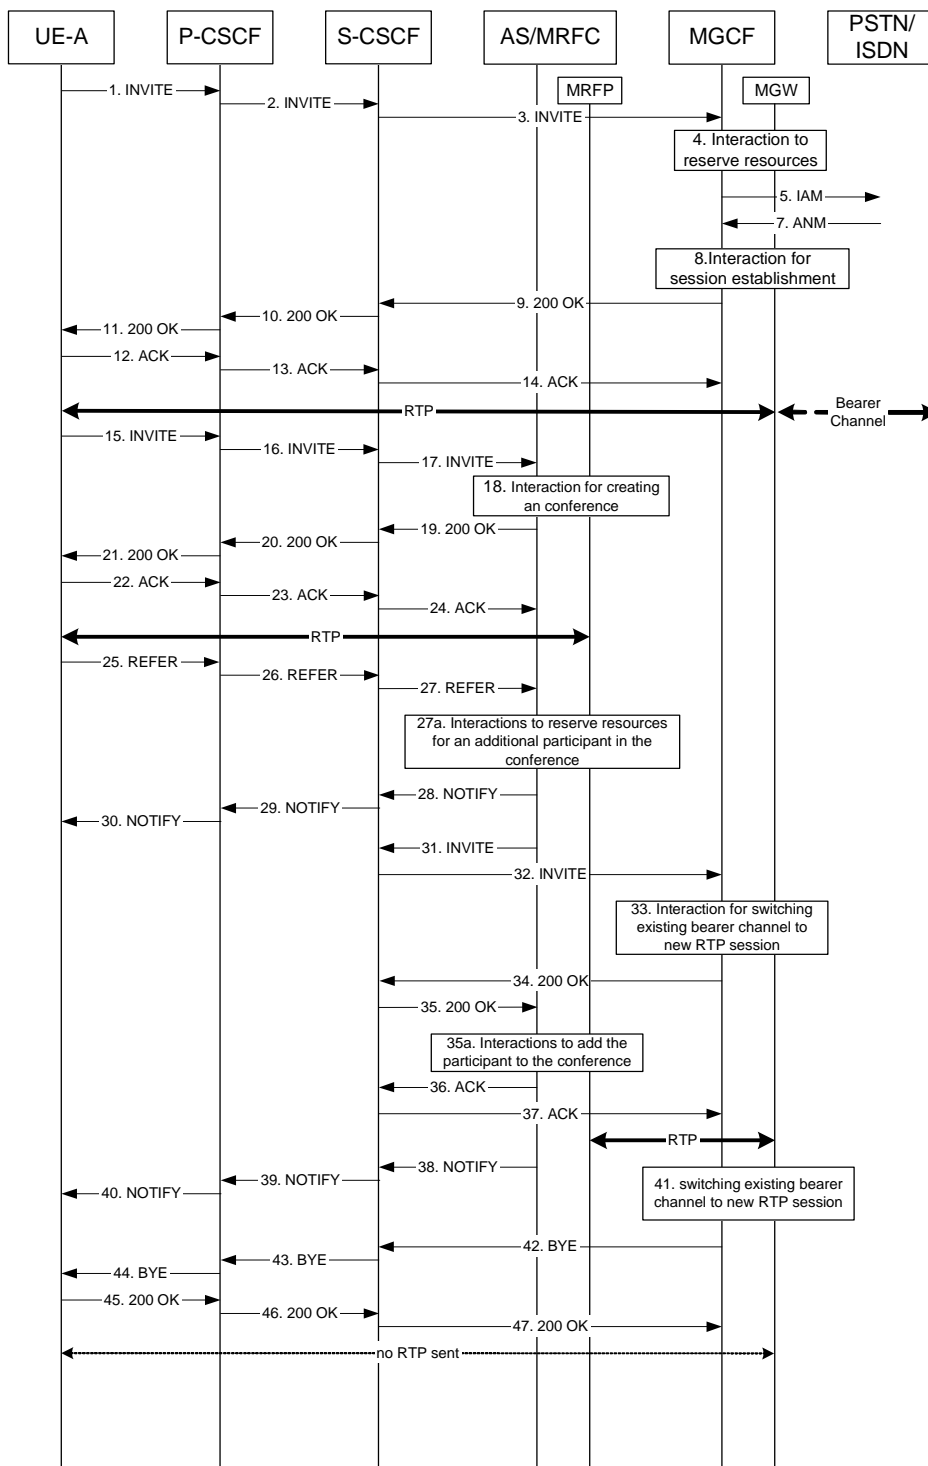 UE-A
P-CSCF
S-CSCF
AS/MRFC
MGCF
PSTN/
ISDN
MRFP
MGW
1. INVITE
2. INVITE
3. INVITE
4. Interaction to
reserve resources
5. IAM
7. ANM
8.Interaction for
session establishment
9. 200 OK
10. 200 OK
11. 200 OK
12. ACK
13. ACK
14. ACK
RTP
Bearer
Channel
15. INVITE
16. INVITE
17. INVITE
18. Interaction for creating
an conference
19. 200 OK
20. 200 OK
21. 200 OK
22. ACK
23. ACK
24. ACK
RTP
25. REFER
26. REFER
27. REFER
27a. Interactions to reserve resources
for an additional participant in the
conference
28. NOTIFY
29. NOTIFY
30. NOTIFY
31. INVITE
32. INVITE
33. Interaction for switching
existing bearer channel to
new RTP session
34. 200 OK
35. 200 OK
35a. Interactions to add the
participant to the conference
36. ACK
37. ACK
RTP
38. NOTIFY
39. NOTIFY
40. NOTIFY
41. switching existing bearer
channel to new RTP session
42. BYE
43. BYE
44. BYE
45. 200 OK
46. 200 OK
47. 200 OK
no RTP sent